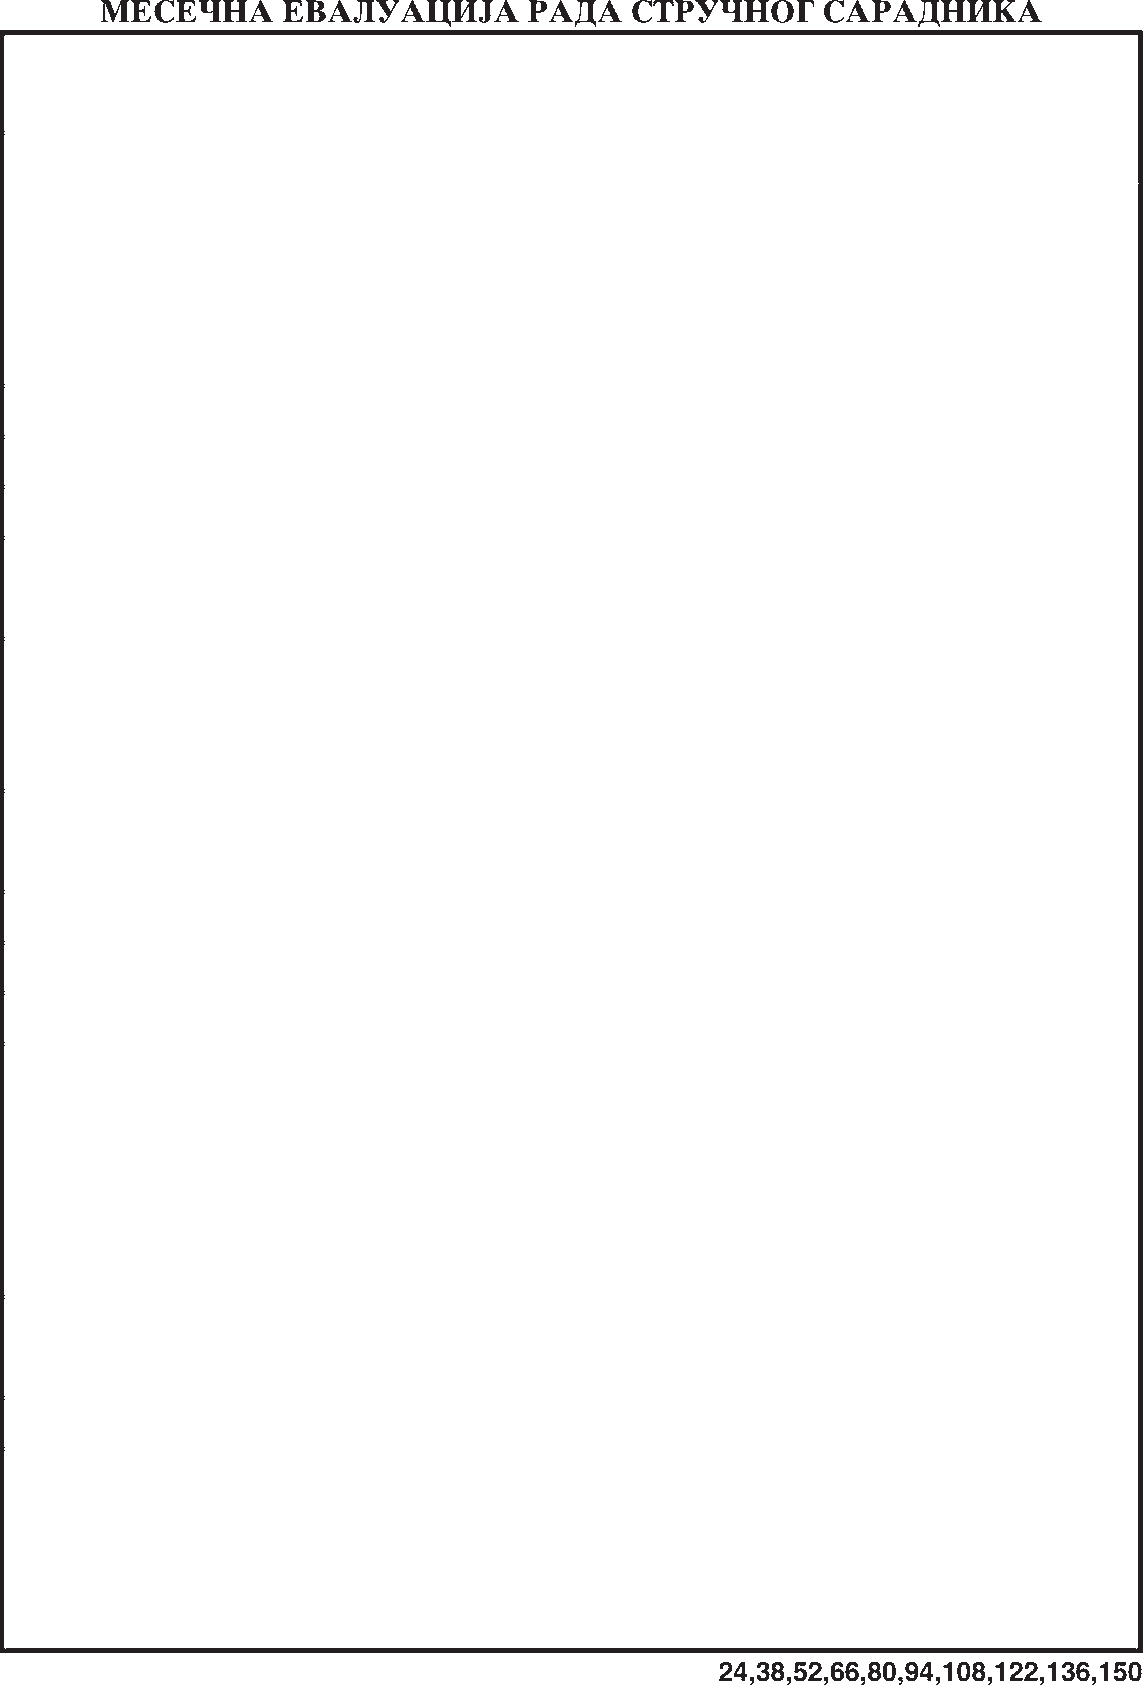 МЕСЕЧНА ЕВАЛУАЦИЈА РАДА СТРУЧНОГ САРАДНИКА
24,38,52,66,80,94,108,122,136,150